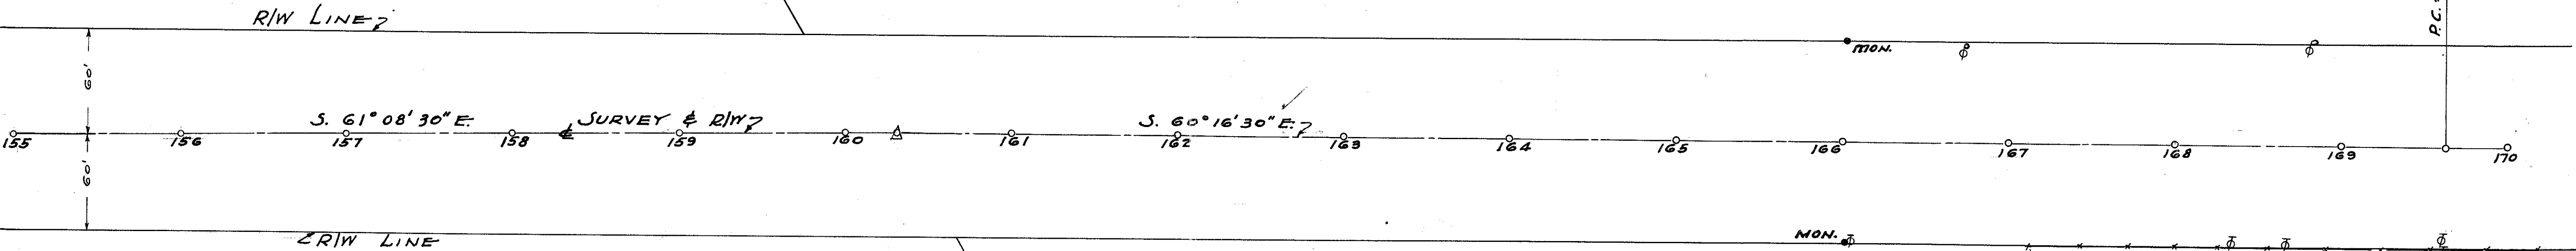 R/W LINE
P.C.
MON.
60'
S. 61° 08' 30" E.
℄ SURVEY & R/W
S. 60° 16' 30" E.
155 156 157 158 159 160 161 162 163 164 165 166 167 168 169 170
60'
R/W LINE
MON.